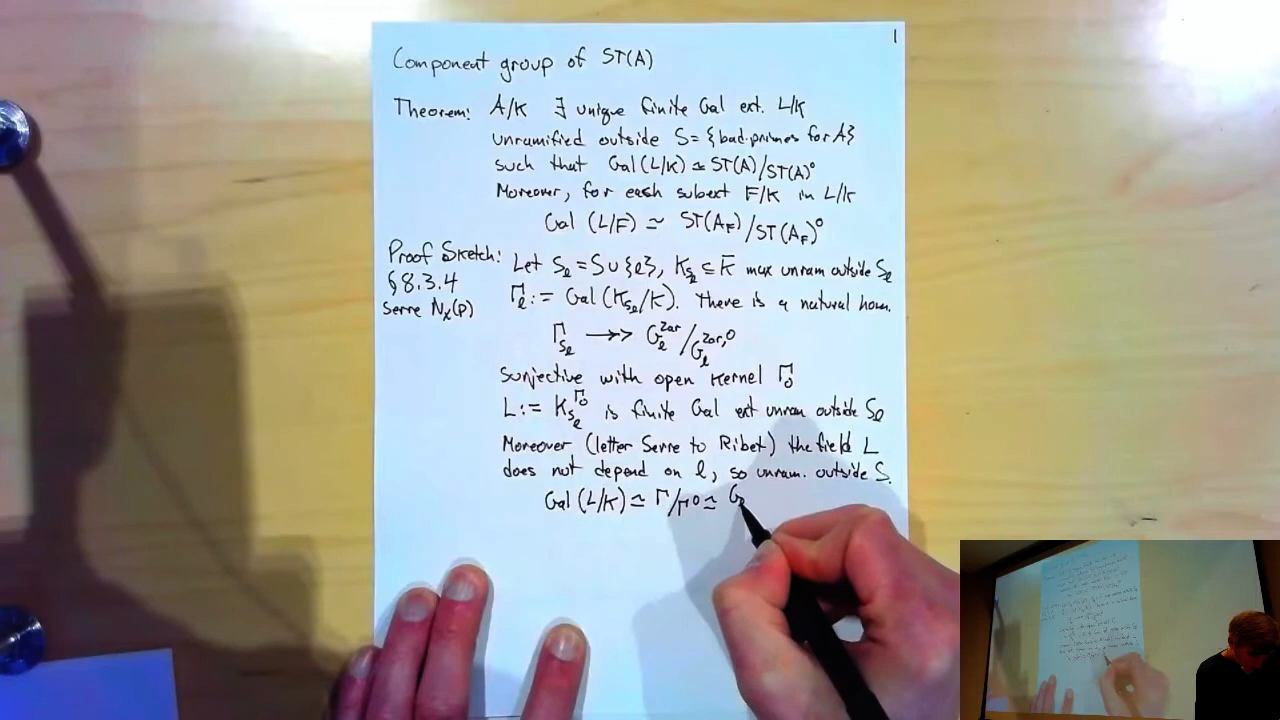 1
Component group of ST(A)
Theorem: A/K ∃ unique finite Gal ext. L/K
unramified outside S = {bad primes for A}
such that Gal(L/K) ≃ ST(A)/ST(A)⁰
Moreover, for each subext F/K in L/K
Gal (L/F) ≃ ST(A_F)/ST(A_F)⁰
Proof Sketch: Let S_ℓ = S ∪ {ℓ}, K_{S_ℓ} ⊆ K̄ max unram outside S_ℓ
§8.3.4 Γ_ℓ := Gal(K_{S_ℓ}/K). There is a natural hom.
Serre N_X(p)
Γ_{S_ℓ} ↠ G_ℓ^{zar}/G_ℓ^{zar,0}
surjective with open kernel Γ_0
L := K_{S_ℓ}^{Γ_0} is finite Gal ext unram outside S_ℓ
Moreover (letter Serre to Ribet) the field L
does not depend on ℓ, so unram. outside S.
Gal (L/K) ≃ Γ/Γ⁰ ≃ G